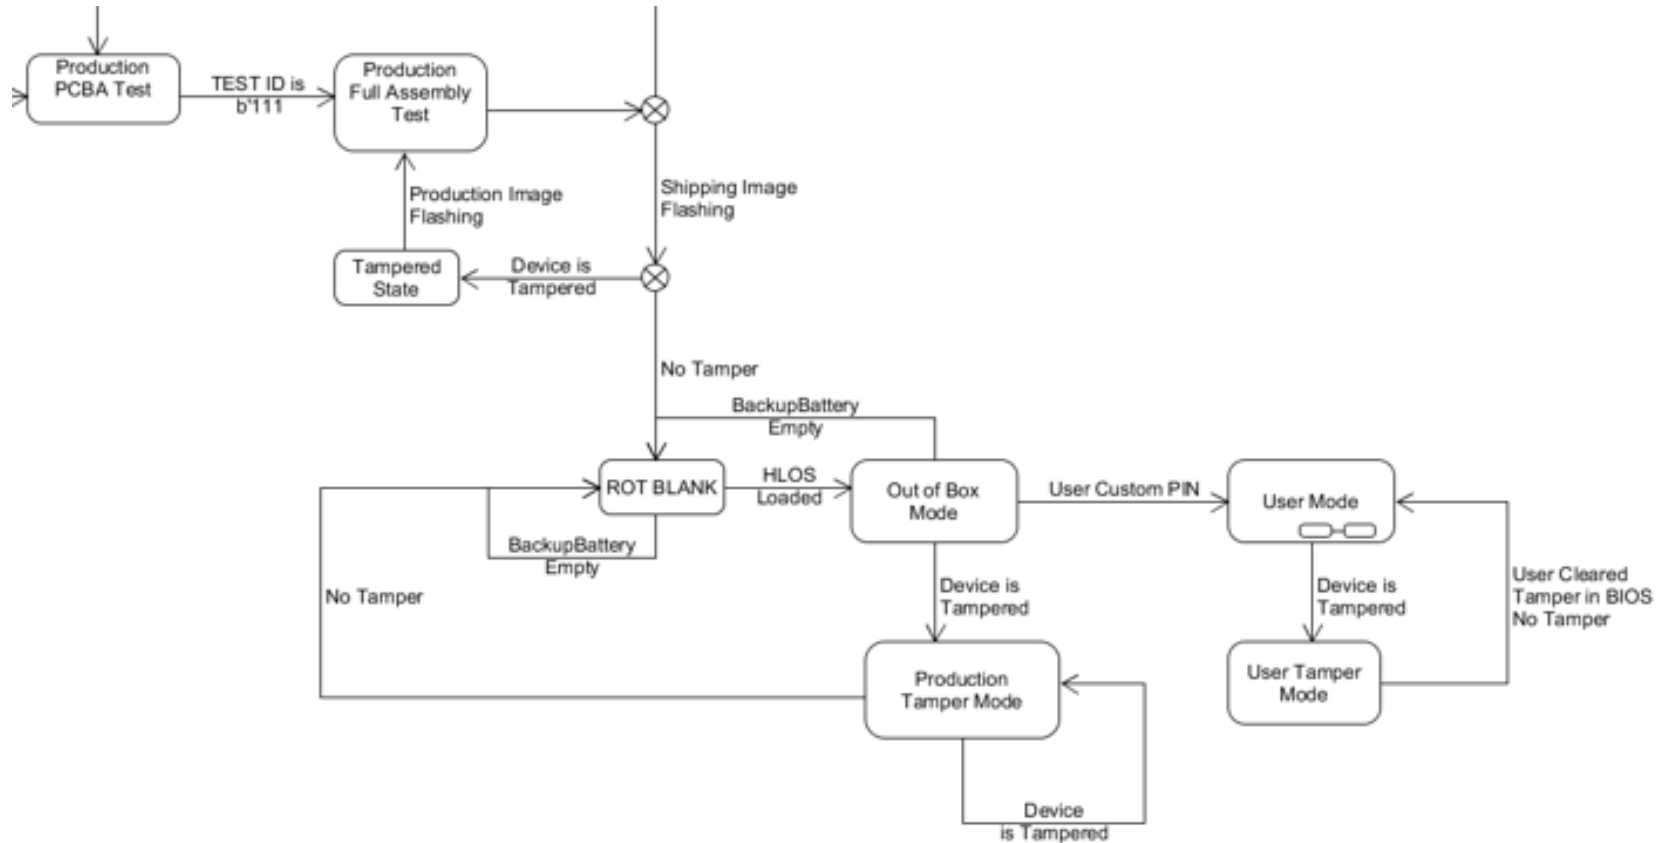 Production
PCBA Test
TEST ID is
b'111
Production
Full Assembly
Test
Production Image
Flashing
Shipping Image
Flashing
Tampered
State
Device is
Tampered
No Tamper
BackupBattery
Empty
ROT BLANK
HLOS
Loaded
Out of Box
Mode
User Custom PIN
User Mode
BackupBattery
Empty
No Tamper
Device is
Tampered
Device is
Tampered
User Cleared
Tamper in BIOS
No Tamper
Production
Tamper Mode
User Tamper
Mode
Device
is Tampered